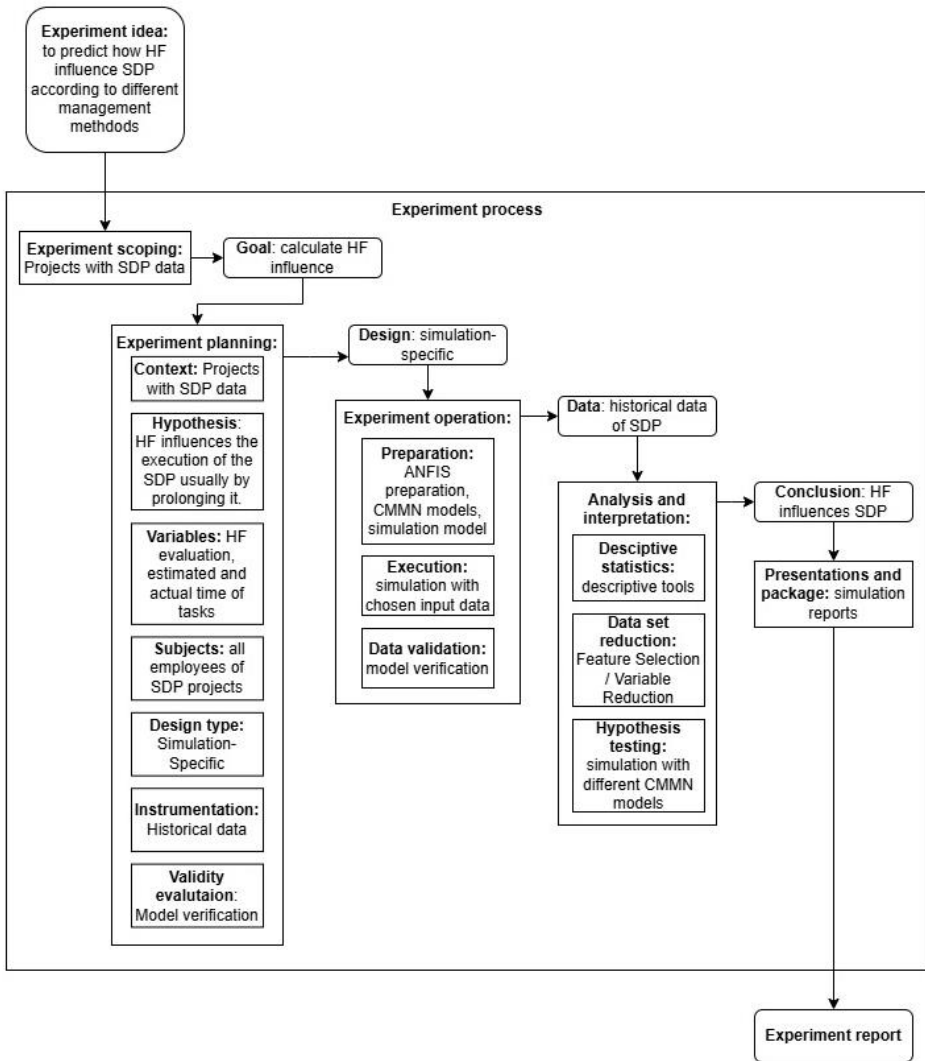 Experiment idea:
to predict how HF
influence SDP
according to different
management
methdods
Experiment process
Experiment scoping:
Projects with SDP data
Goal: calculate HF
influence
Experiment planning:
Context: Projects
with SDP data
Hypothesis:
HF influences the
execution of the
SDP usually by
prolonging it.
Variables: HF
evaluation,
estimated and
actual time of
tasks
Subjects: all
employees of
SDP projects
Design type:
Simulation-
Specific
Instrumentation:
Historical data
Validity
evalutaion:
Model verification
Design: simulation-
specific
Experiment operation:
Preparation:
ANFIS
preparation,
CMMN models,
simulation model
Execution:
simulation with
chosen input data
Data validation:
model verification
Data: historical data
of SDP
Analysis and
interpretation:
Desciptive
statistics:
descriptive tools
Data set
reduction:
Feature Selection
/ Variable
Reduction
Hypothesis
testing:
simulation with
different CMMN
models
Conclusion: HF
influences SDP
Presentations and
package: simulation
reports
Experiment report